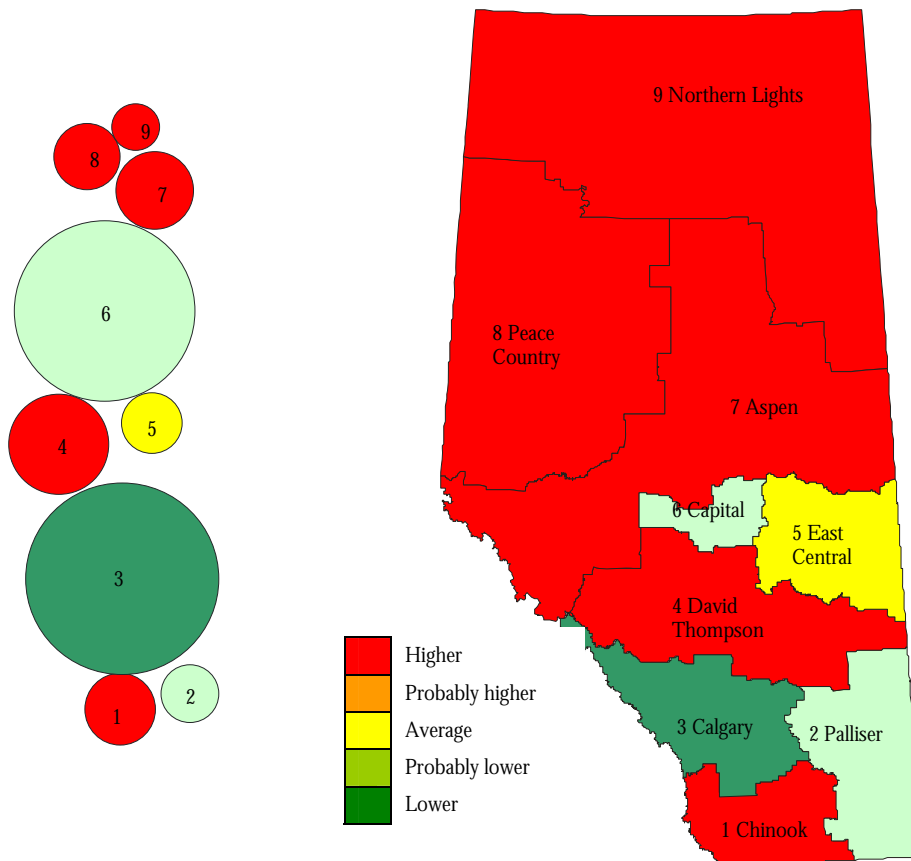 9 Northern Lights
9
8
7
6
8 Peace
Country
7 Aspen
4
5
6 Capital
5 East
Central
3
4 David
Thompson
Higher
Probably higher
Average
Probably lower
Lower
2
1
3 Calgary
2 Palliser
1 Chinook